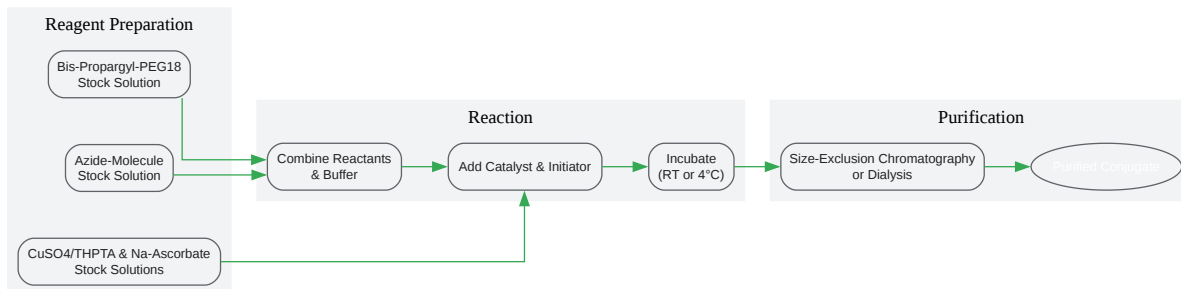 Reagent Preparation
Bis-Propargyl-PEG18
Stock Solution
Azide-Molecule
Stock Solution
CuSO4/THPTA & Na-Ascorbate
Stock Solutions
Reaction
Combine Reactants
& Buffer
Add Catalyst & Initiator
Incubate
(RT or 4°C)
Purification
Size-Exclusion Chromatography
or Dialysis
Purified Conjugate